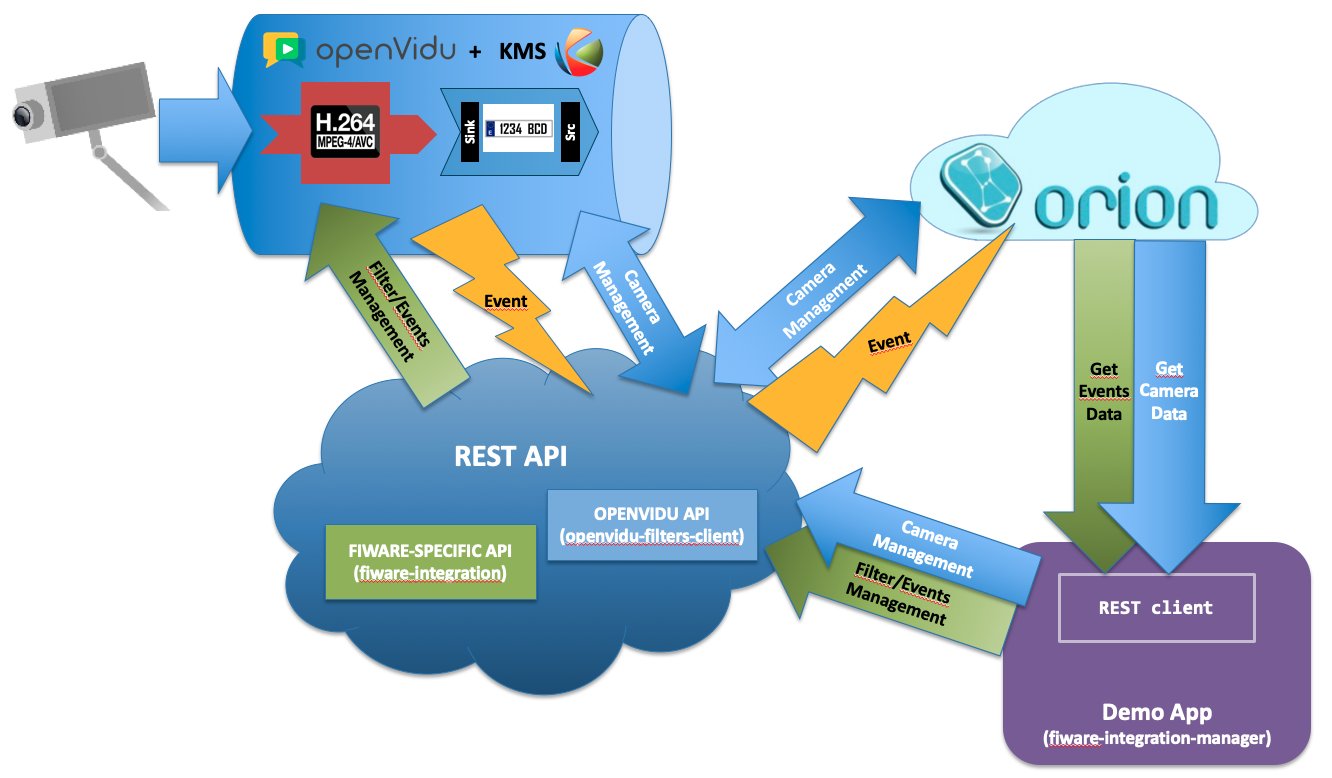 openVidu + KMS
H.264
MPEG-4/AVC
Sink
E
1234 BCD
Src
orion
Filter/Events
Management
Event
Camera
Management
Camera
Management
Event
Get
Events
Data
Get
Camera
Data
REST API
OPENVIDU API
(openvidu-filters-client)
FIWARE-SPECIFIC API
(fiware-integration)
Camera
Management
Filter/Events
Management
REST client
Demo App
(fiware-integration-manager)